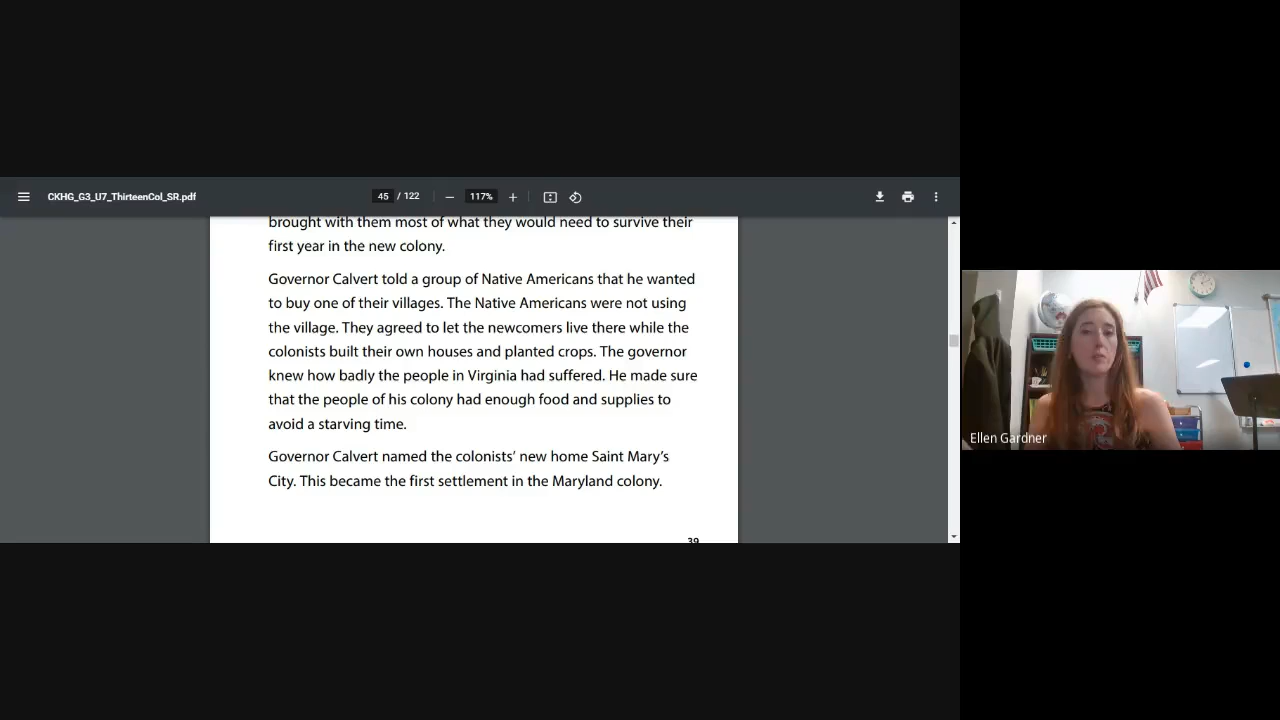 CKHG_G3_U7_ThirteenCol_SR.pdf
45 / 122
117%
brought with them most of what they would need to survive their
first year in the new colony.
Governor Calvert told a group of Native Americans that he wanted
to buy one of their villages. The Native Americans were not using
the village. They agreed to let the newcomers live there while the
colonists built their own houses and planted crops. The governor
knew how badly the people in Virginia had suffered. He made sure
that the people of his colony had enough food and supplies to
avoid a starving time.
Governor Calvert named the colonists’ new home Saint Mary’s
City. This became the first settlement in the Maryland colony.
39
Ellen Gardner